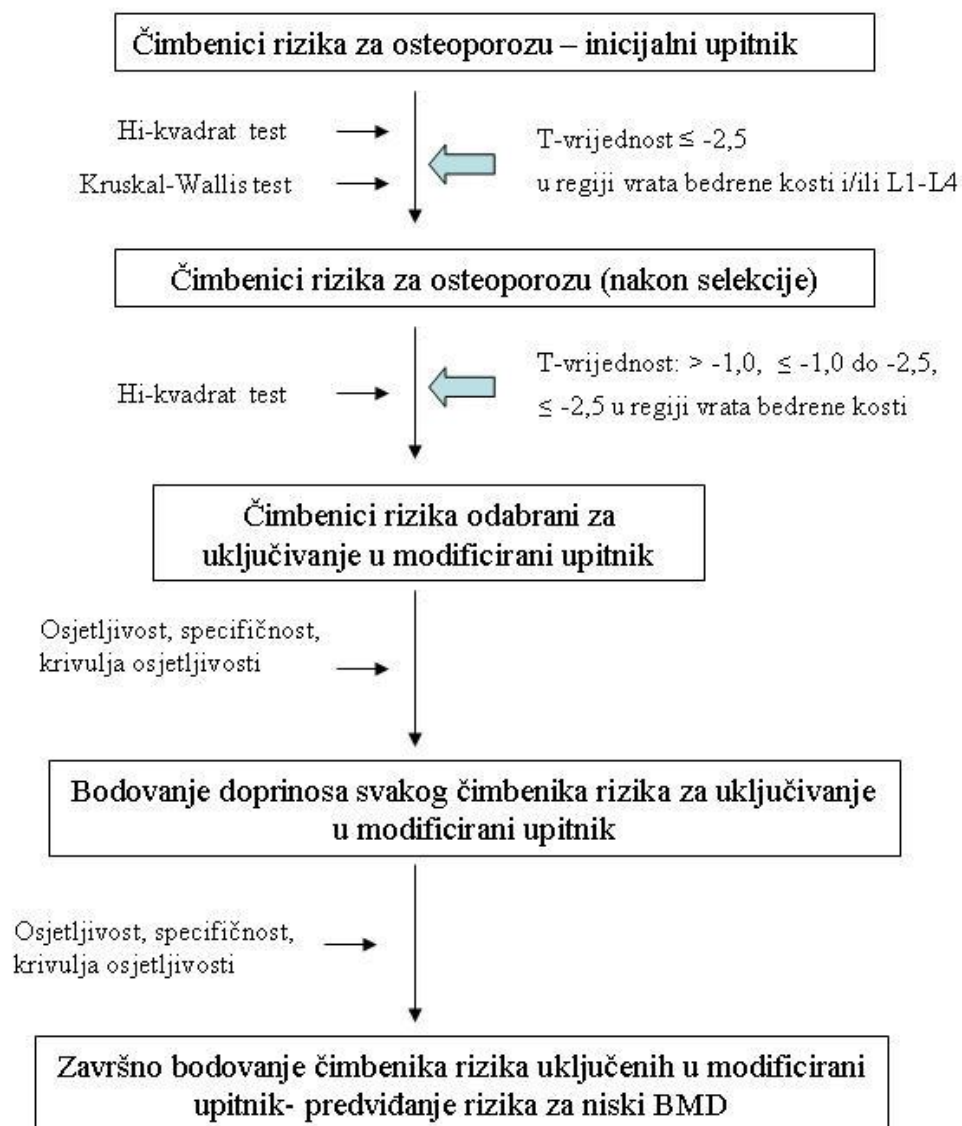 Čimbenici rizika za osteoporozu – inicijalni upitnik
Hi-kvadrat test
Kruskal-Wallis test
T-vrijednost ≤ -2,5
u regiji vrata bedrene kosti i/ili L1-L4
Čimbenici rizika za osteoporozu (nakon selekcije)
Hi-kvadrat test
T-vrijednost: > -1,0, ≤ -1,0 do -2,5,
≤ -2,5 u regiji vrata bedrene kosti
Čimbenici rizika odabrani za
uključivanje u modificirani upitnik
Osjetljivost, specifičnost,
krivulja osjetljivosti
Bodovanje doprinosa svakog čimbenika rizika za uključivanje
u modificirani upitnik
Osjetljivost, specifičnost,
krivulja osjetljivosti
Završno bodovanje čimbenika rizika uključenih u modificirani
upitnik- predviđanje rizika za niski BMD